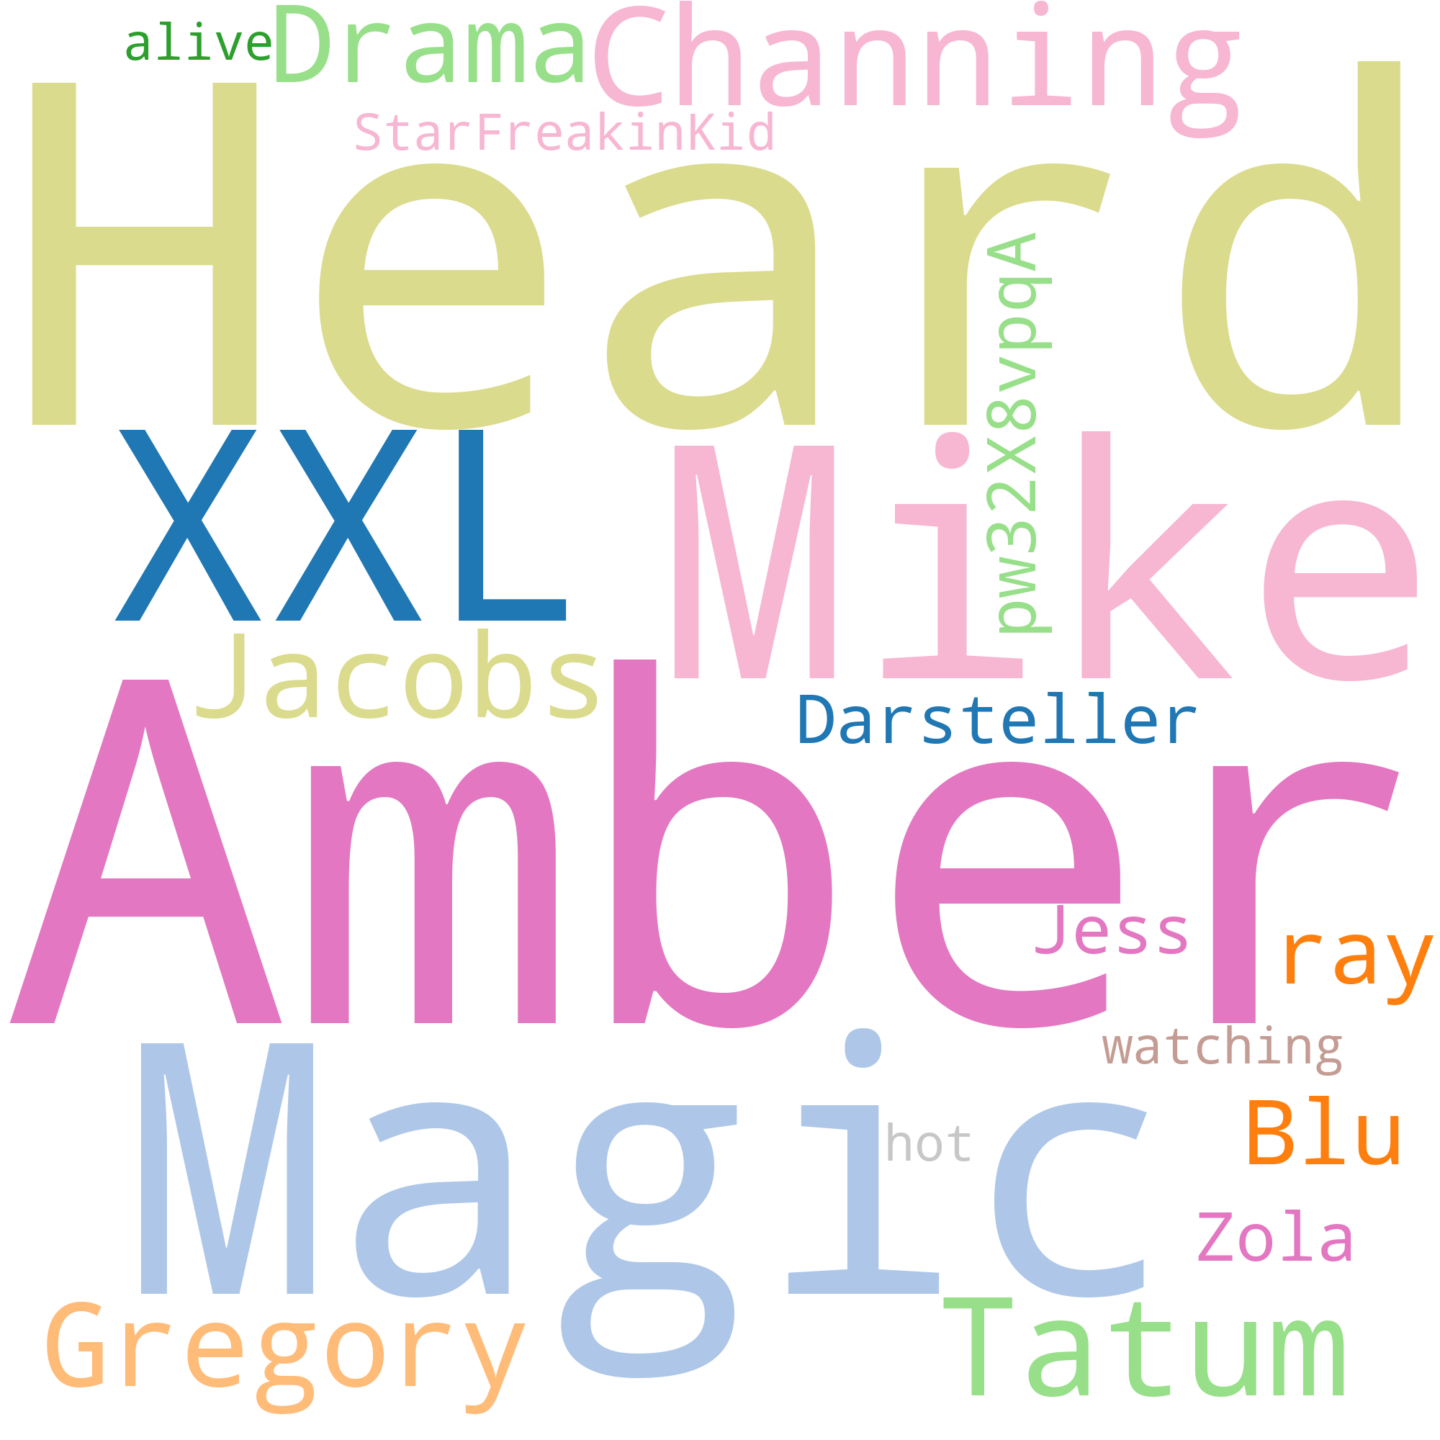 alive Drama Channing
StarFreakinKid
Heard
pw32X8vpqA
XXL Mike
Jacobs
Darsteller
Amber
Jess ray
watching
Magic
hot
Blu
Zola
Gregory Tatum